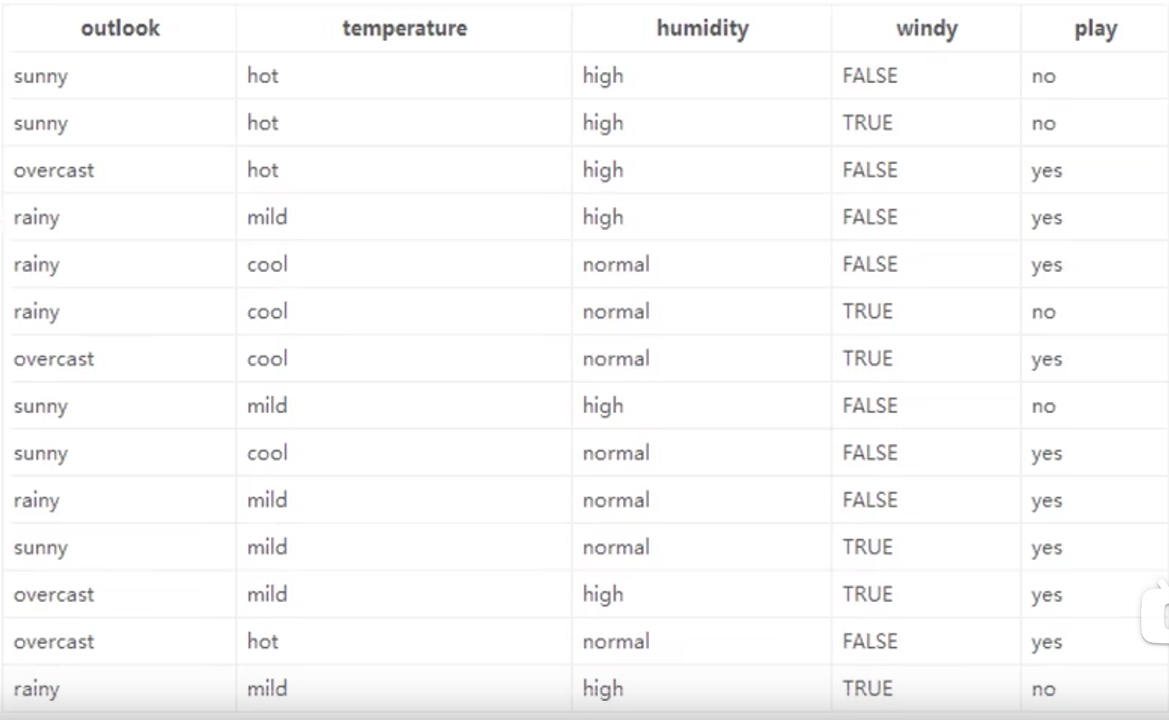 outlook temperature humidity windy play
sunny hot high FALSE no
sunny hot high TRUE no
overcast hot high FALSE yes
rainy mild high FALSE yes
rainy cool normal FALSE yes
rainy cool normal TRUE no
overcast cool normal TRUE yes
sunny mild high FALSE no
sunny cool normal FALSE yes
rainy mild normal FALSE yes
sunny mild normal TRUE yes
overcast mild high TRUE yes
overcast hot normal FALSE yes
rainy mild high TRUE no